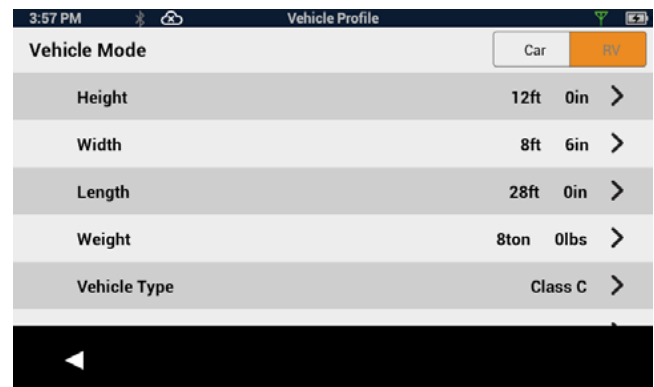 3:57 PM Vehicle Profile
Vehicle Mode Car RV
Height 12ft 0in
Width 8ft 6in
Length 28ft 0in
Weight 8ton 0lbs
Vehicle Type Class C